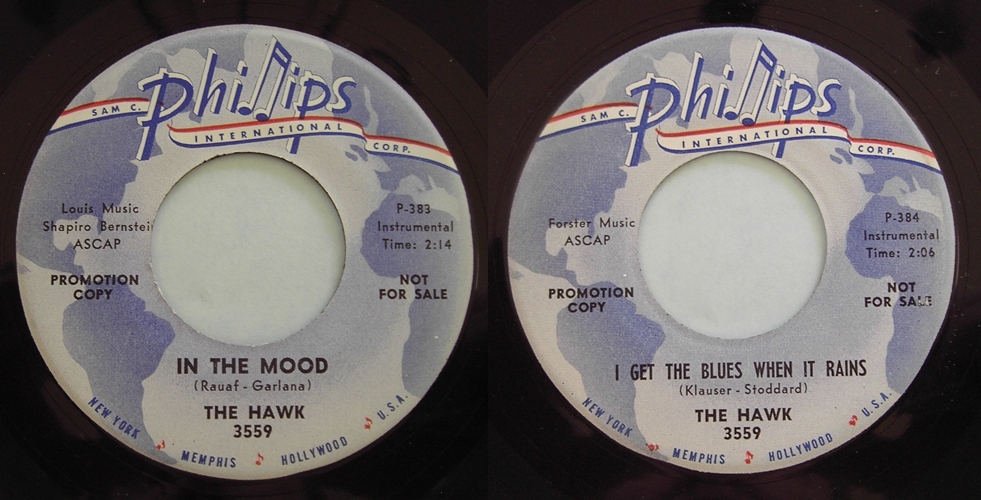 SAM C. Phillips INTERNATIONAL CORP.
Louis Music
Shapiro Bernstei
ASCAP
PROMOTION
COPY
P-383
Instrumental
Time: 2:14
NOT
FOR SALE
IN THE MOOD
(Rauaf - Garlana)
THE HAWK
3559
NEW YORK MEMPHIS HOLLYWOOD U.S.A.
SAM C. Phillips INTERNATIONAL CORP.
Forster Music
ASCAP
PROMOTION
COPY
P-384
Instrumental
Time: 2:06
NOT
FOR SALE
I GET THE BLUES WHEN IT RAINS
(Klauser - Stoddard)
THE HAWK
3559
NEW YORK MEMPHIS HOLLYWOOD U.S.A.